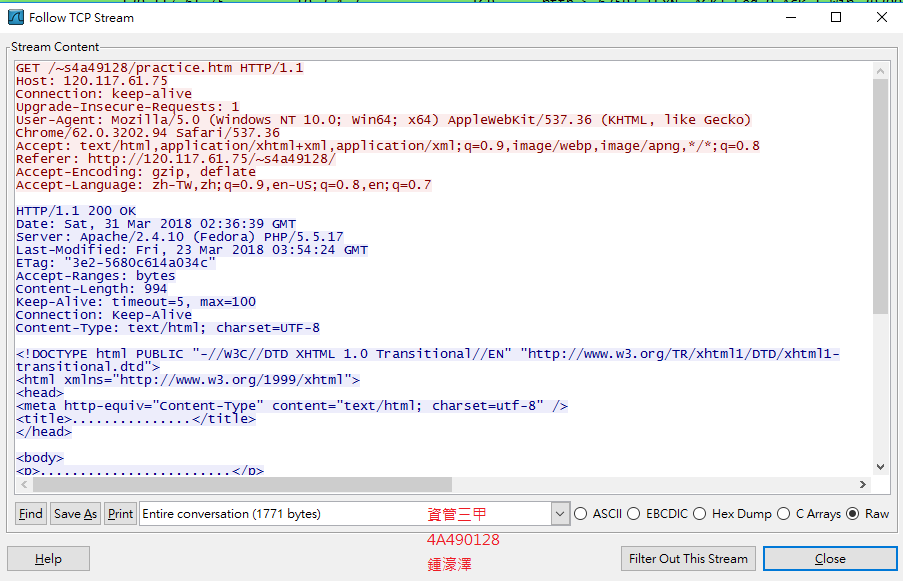 Follow TCP Stream
Stream Content
GET /~s4a49128/practice.htm HTTP/1.1
Host: 120.117.61.75
Connection: keep-alive
Upgrade-Insecure-Requests: 1
User-Agent: Mozilla/5.0 (Windows NT 10.0; Win64; x64) AppleWebKit/537.36 (KHTML, like Gecko)
Chrome/62.0.3202.94 Safari/537.36
Accept: text/html,application/xhtml+xml,application/xml;q=0.9,image/webp,image/apng,*/*;q=0.8
Referer: http://120.117.61.75/~s4a49128/
Accept-Encoding: gzip, deflate
Accept-Language: zh-TW,zh;q=0.9,en-US;q=0.8,en;q=0.7
HTTP/1.1 200 OK
Date: Sat, 31 Mar 2018 02:36:39 GMT
Server: Apache/2.4.10 (Fedora) PHP/5.5.17
Last-Modified: Fri, 23 Mar 2018 03:54:24 GMT
ETag: "3e2-5680c614a034c"
Accept-Ranges: bytes
Content-Length: 994
Keep-Alive: timeout=5, max=100
Connection: Keep-Alive
Content-Type: text/html; charset=UTF-8
<!DOCTYPE html PUBLIC "-//W3C//DTD XHTML 1.0 Transitional//EN" "http://www.w3.org/TR/xhtml1/DTD/xhtml1-
transitional.dtd">
<html xmlns="http://www.w3.org/1999/xhtml">
<head>
<meta http-equiv="Content-Type" content="text/html; charset=utf-8" />
<title>...............</title>
</head>
<body>
<p>........................</p>
Find Save As Print Entire conversation (1771 bytes) 資管三甲 ASCII EBCDIC Hex Dump C Arrays Raw
4A490128
鍾濛澤
Help Filter Out This Stream Close